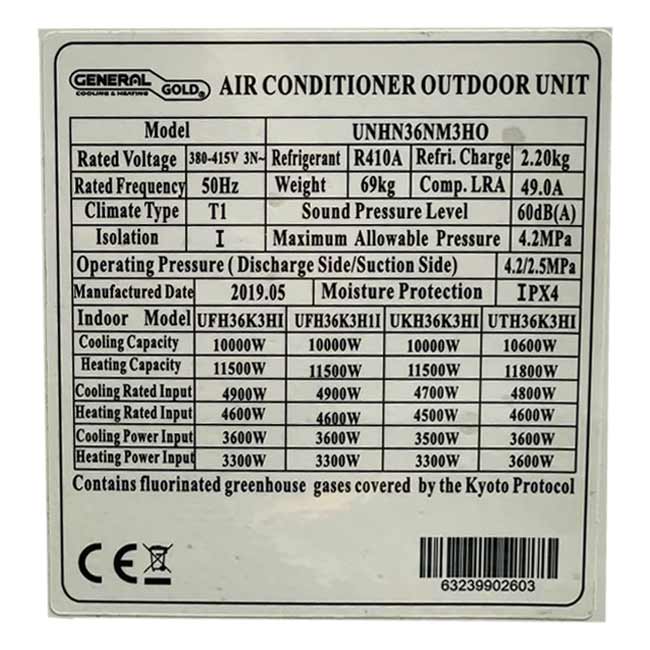 GENERAL GOLD® AIR CONDITIONER OUTDOOR UNIT
COOLING & HEATING
Model UNHN36NM3HO
Rated Voltage 380-415V 3N~ Refrigerant R410A Refri. Charge 2.20kg
Rated Frequency 50Hz Weight 69kg Comp. LRA 49.0A
Climate Type T1 Sound Pressure Level 60dB(A)
Isolation I Maximum Allowable Pressure 4.2MPa
Operating Pressure ( Discharge Side/Suction Side) 4.2/2.5MPa
Manufactured Date 2019.05 Moisture Protection IPX4
Indoor Model UFH36K3HI UFH36K3H1I UKH36K3HI UTH36K3HI
Cooling Capacity 10000W 10000W 10000W 10600W
Heating Capacity 11500W 11500W 11500W 11800W
Cooling Rated Input 4900W 4900W 4700W 4800W
Heating Rated Input 4600W 4600W 4500W 4600W
Cooling Power Input 3600W 3600W 3500W 3600W
Heating Power Input 3300W 3300W 3300W 3600W
Contains fluorinated greenhouse gases covered by the Kyoto Protocol
CE
63239902603